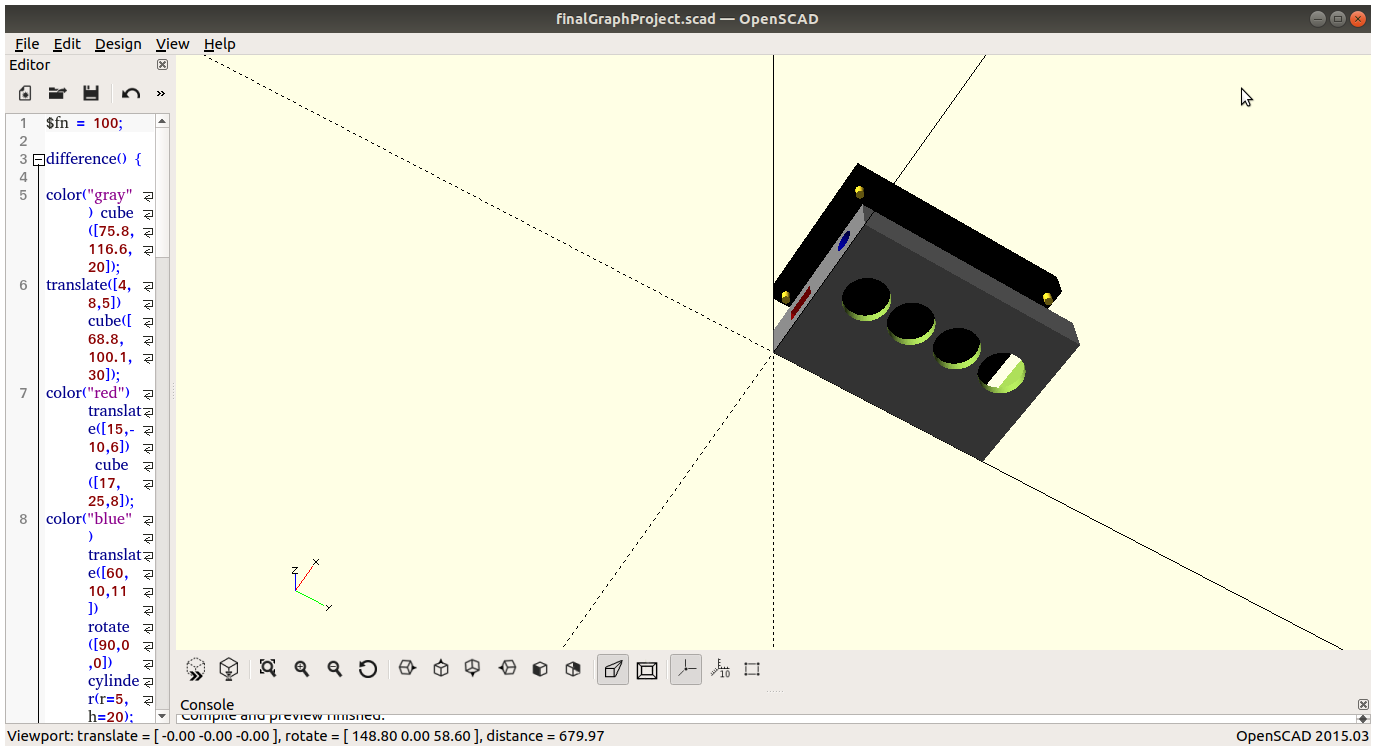 finalGraphProject.scad — OpenSCAD
File Edit Design View Help
Editor
»
1 $fn = 100;
2
3 difference() {
4
5 color("gray"
) cube
([75.8,
116.6,
20]);
6 translate([4,
8,5])
cube([
68.8,
100.1,
30]);
7 color("red")
translat
e([15,-
10,6])
cube
([17,
25,8]);
8 color("blue"
)
translat
e([60,
10,11
])
rotate
([90,0
,0])
cylinde
r(r=5,
h=20);
Z X
Y
10
Console
Compile and preview finished.
Viewport: translate = [ -0.00 -0.00 -0.00 ], rotate = [ 148.80 0.00 58.60 ], distance = 679.97
OpenSCAD 2015.03